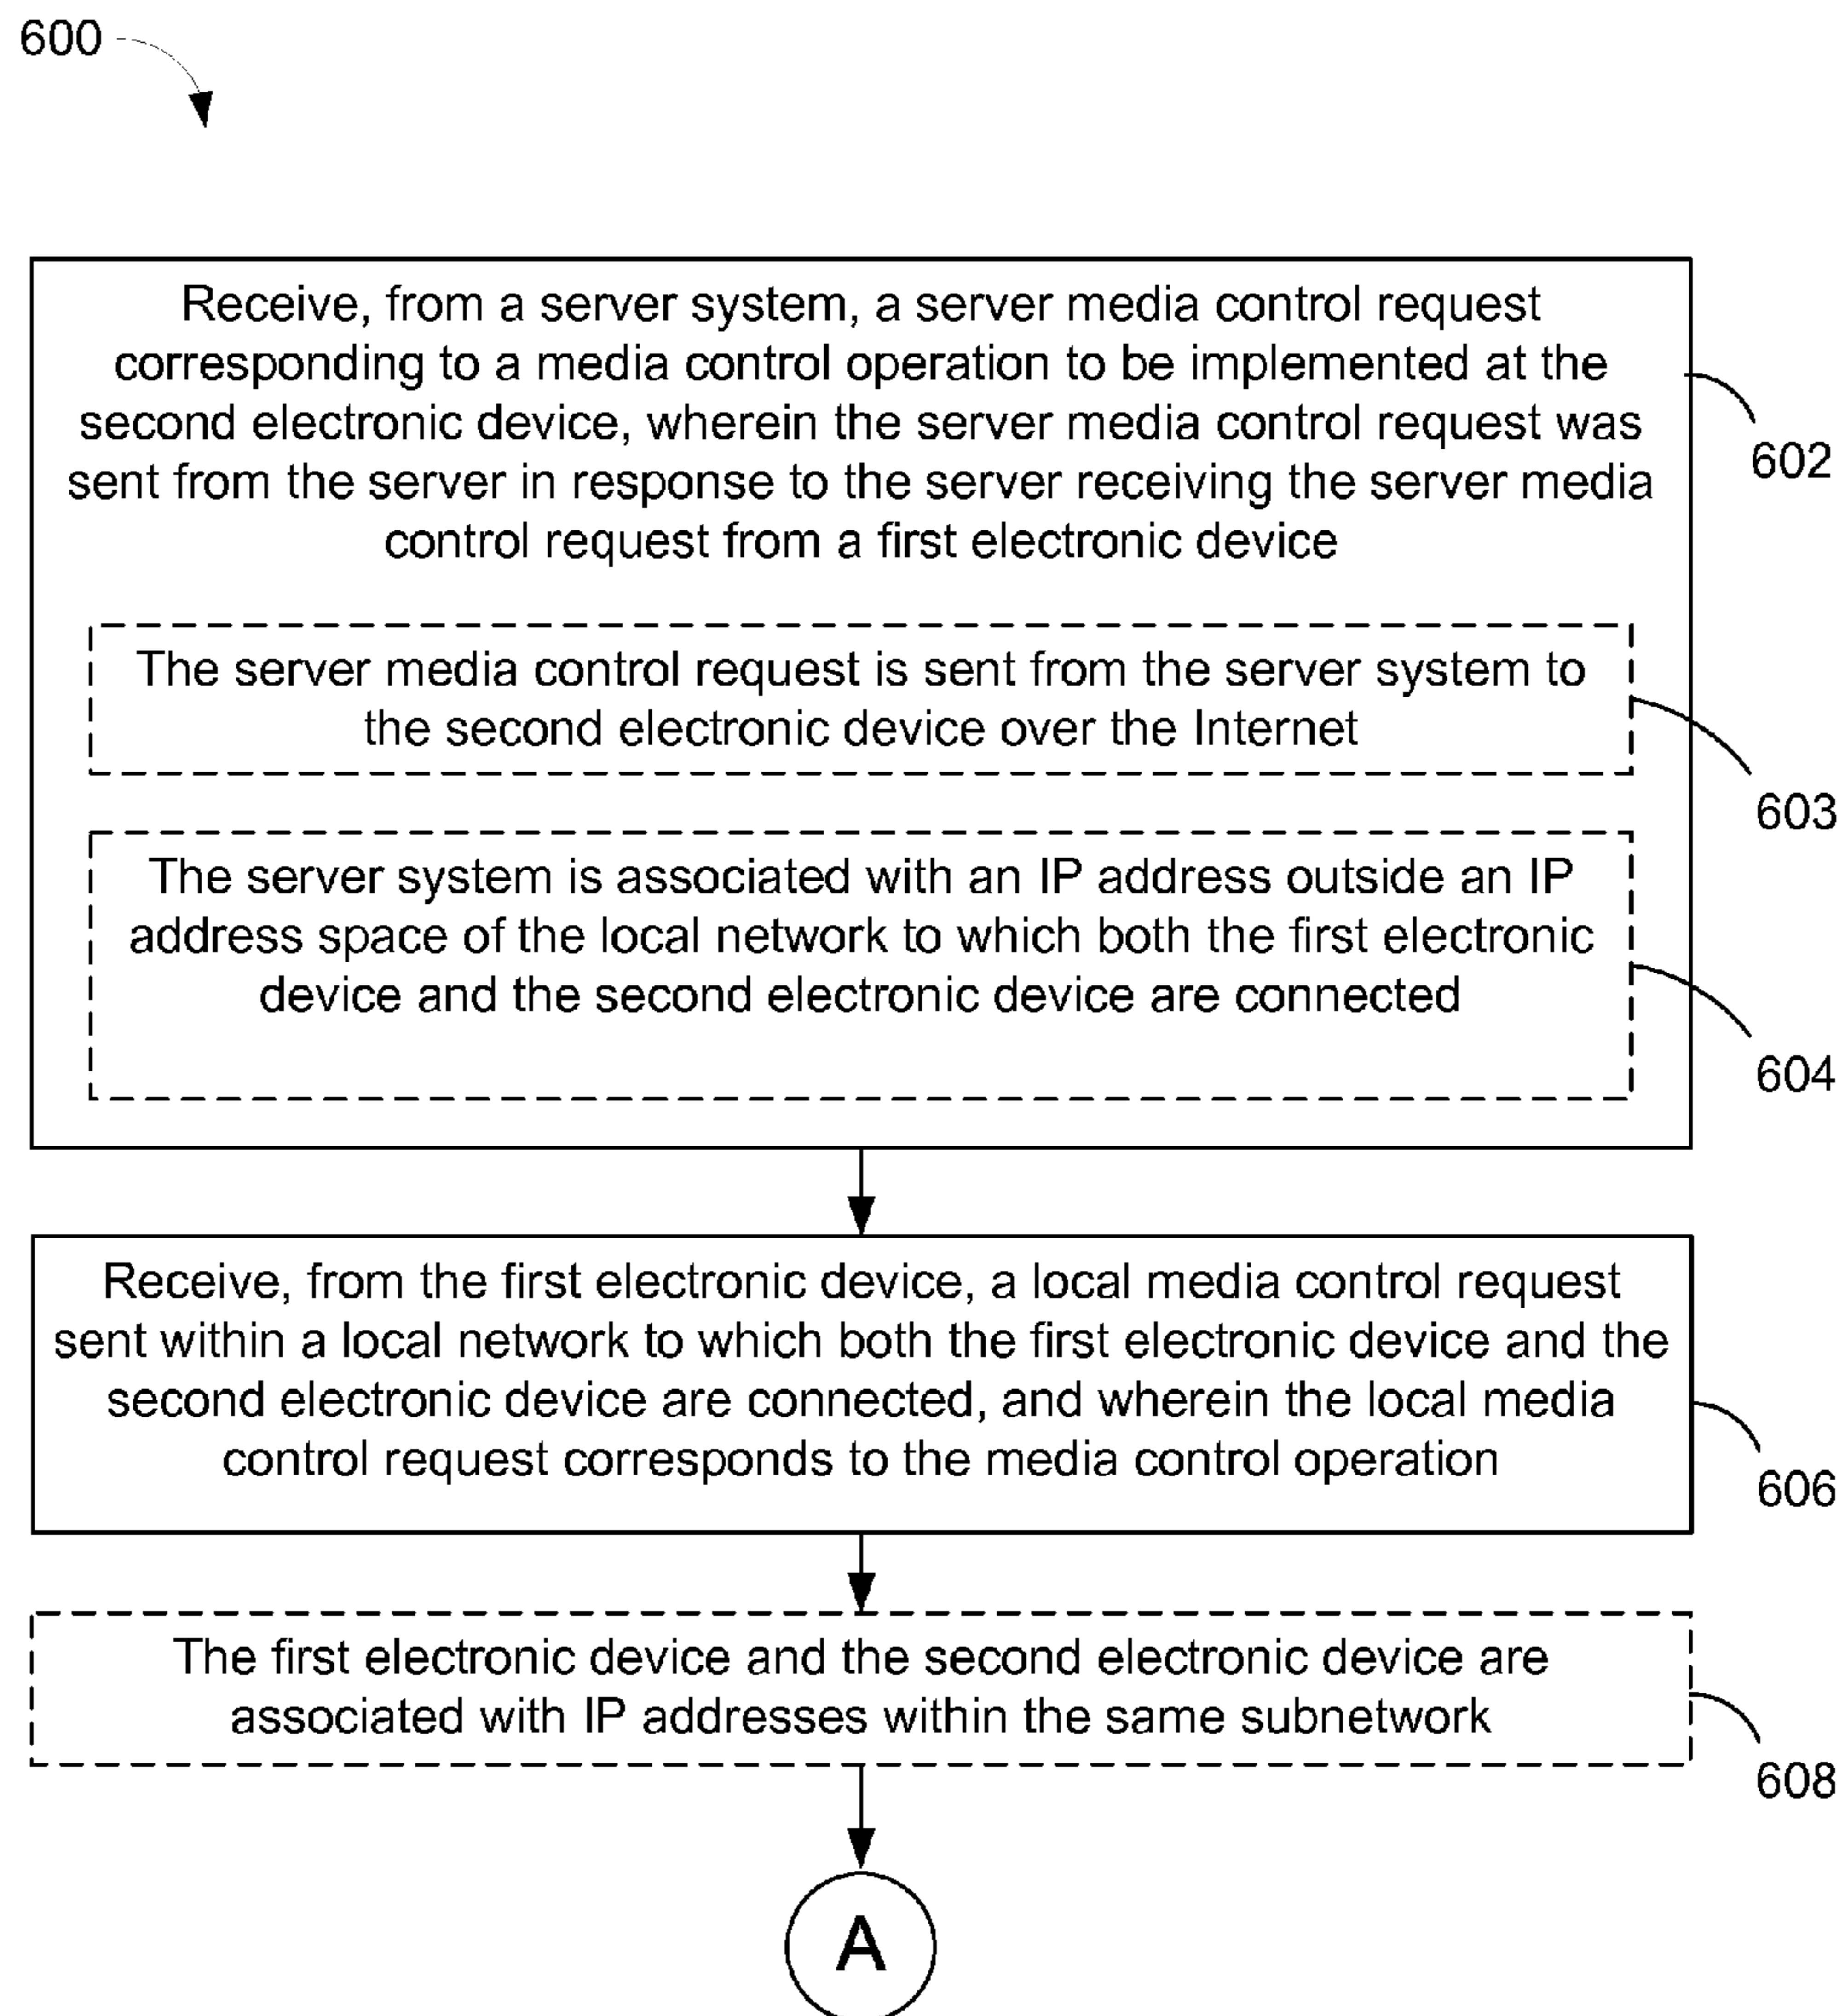 600
Receive, from a server system, a server media control request
corresponding to a media control operation to be implemented at the
second electronic device, wherein the server media control request was
sent from the server in response to the server receiving the server media
control request from a first electronic device
602
The server media control request is sent from the server system to
the second electronic device over the Internet
603
The server system is associated with an IP address outside an IP
address space of the local network to which both the first electronic
device and the second electronic device are connected
604
Receive, from the first electronic device, a local media control request
sent within a local network to which both the first electronic device and the
second electronic device are connected, and wherein the local media
control request corresponds to the media control operation
606
The first electronic device and the second electronic device are
associated with IP addresses within the same subnetwork
608
A